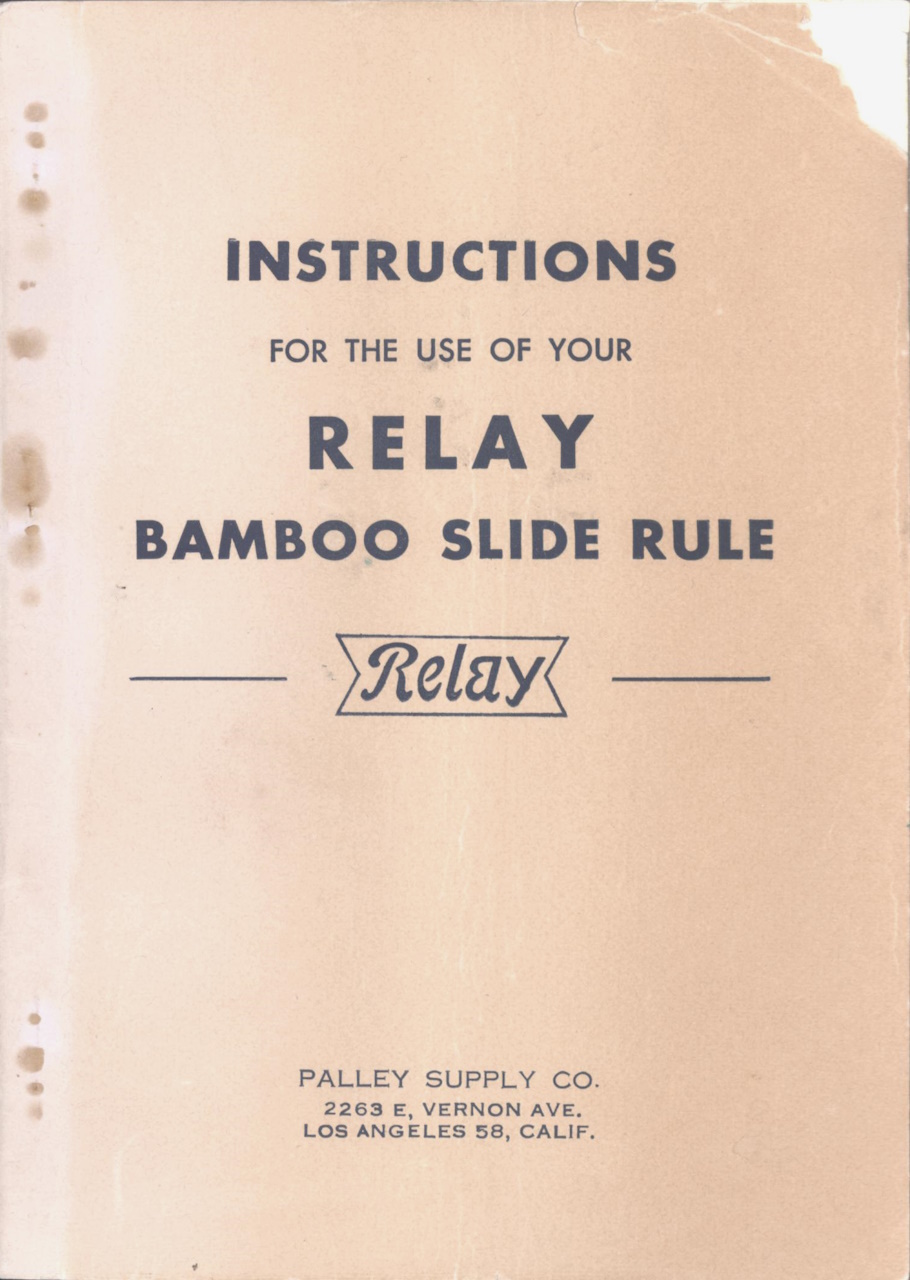 INSTRUCTIONS
FOR THE USE OF YOUR
RELAY
BAMBOO SLIDE RULE
Relay
PALLEY SUPPLY CO.
2263 E, VERNON AVE.
LOS ANGELES 58, CALIF.